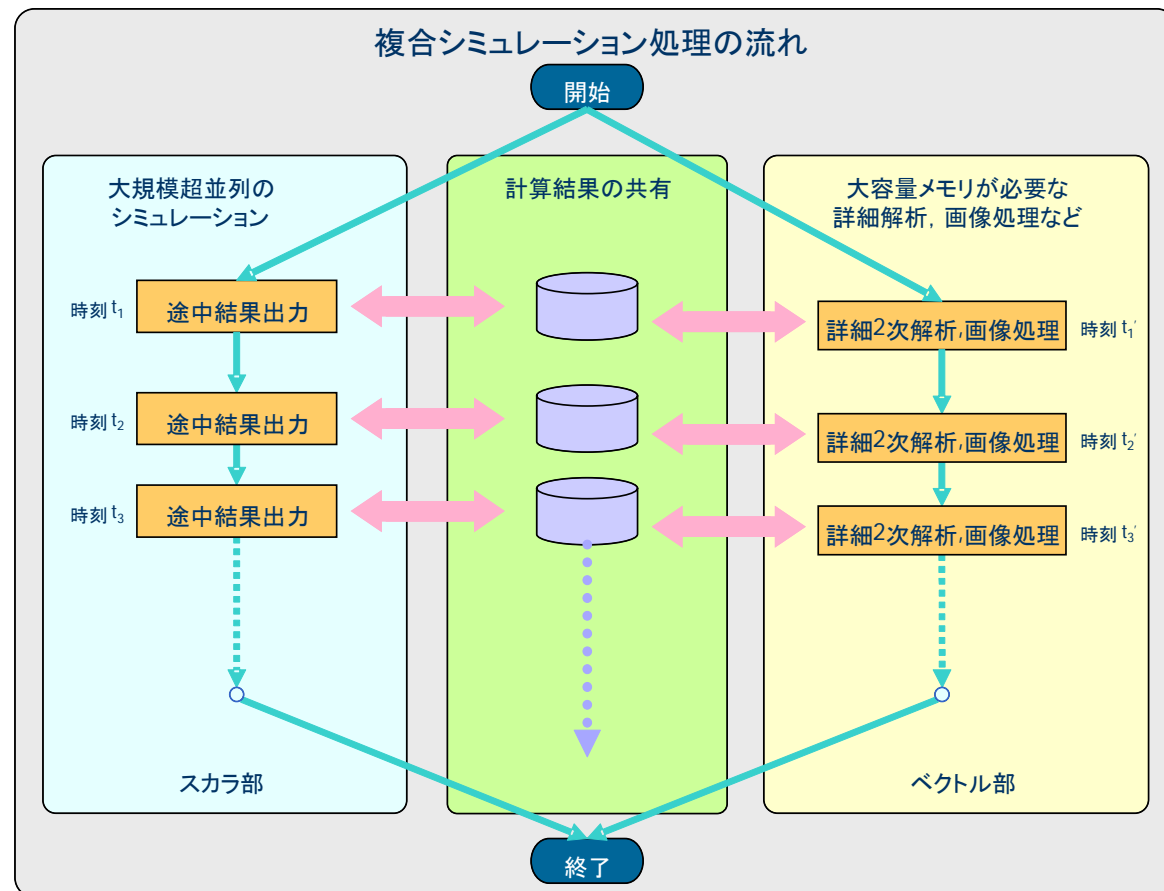 複合シミュレーション処理の流れ
開始
大規模超並列の
シミュレーション
計算結果の共有
大容量メモリが必要な
詳細解析, 画像処理など
時刻 t1
途中結果出力
詳細2次解析,画像処理
時刻 t1'
時刻 t2
途中結果出力
詳細2次解析,画像処理
時刻 t2'
時刻 t3
途中結果出力
詳細2次解析,画像処理
時刻 t3'
スカラ部
ベクトル部
終了